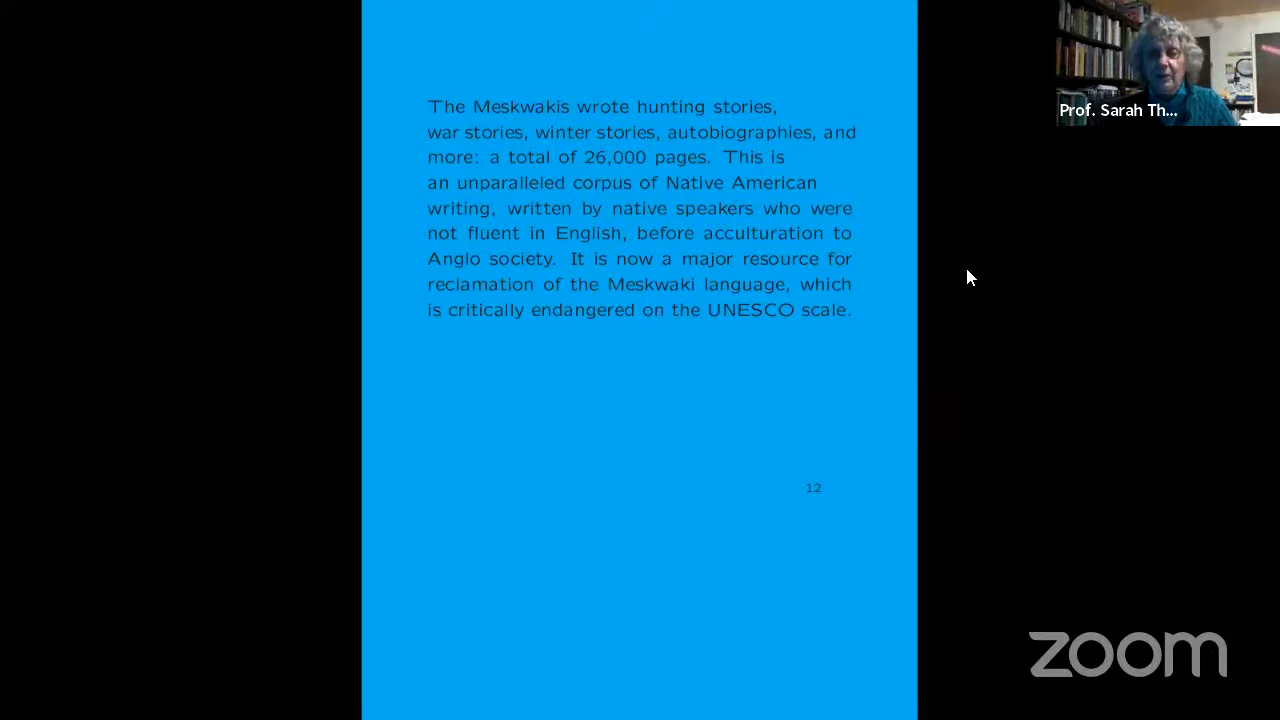 The Meskwakis wrote hunting stories,
war stories, winter stories, autobiographies, and
more: a total of 26,000 pages. This is
an unparalleled corpus of Native American
writing, written by native speakers who were
not fluent in English, before acculturation to
Anglo society. It is now a major resource for
reclamation of the Meskwaki language, which
is critically endangered on the UNESCO scale.
12
Prof. Sarah Th...
zoom